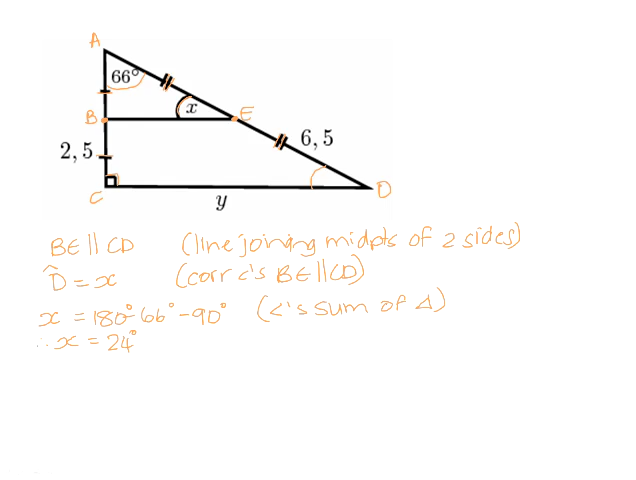 A
66°
x
B
E
2,5
6,5
C
D
y
BE || CD (line joining midpts of 2 sides)
D̂ = x (corr <'s BE || CD)
x = 180° - 66° - 90° (<'s sum of Δ)
∴ x = 24°